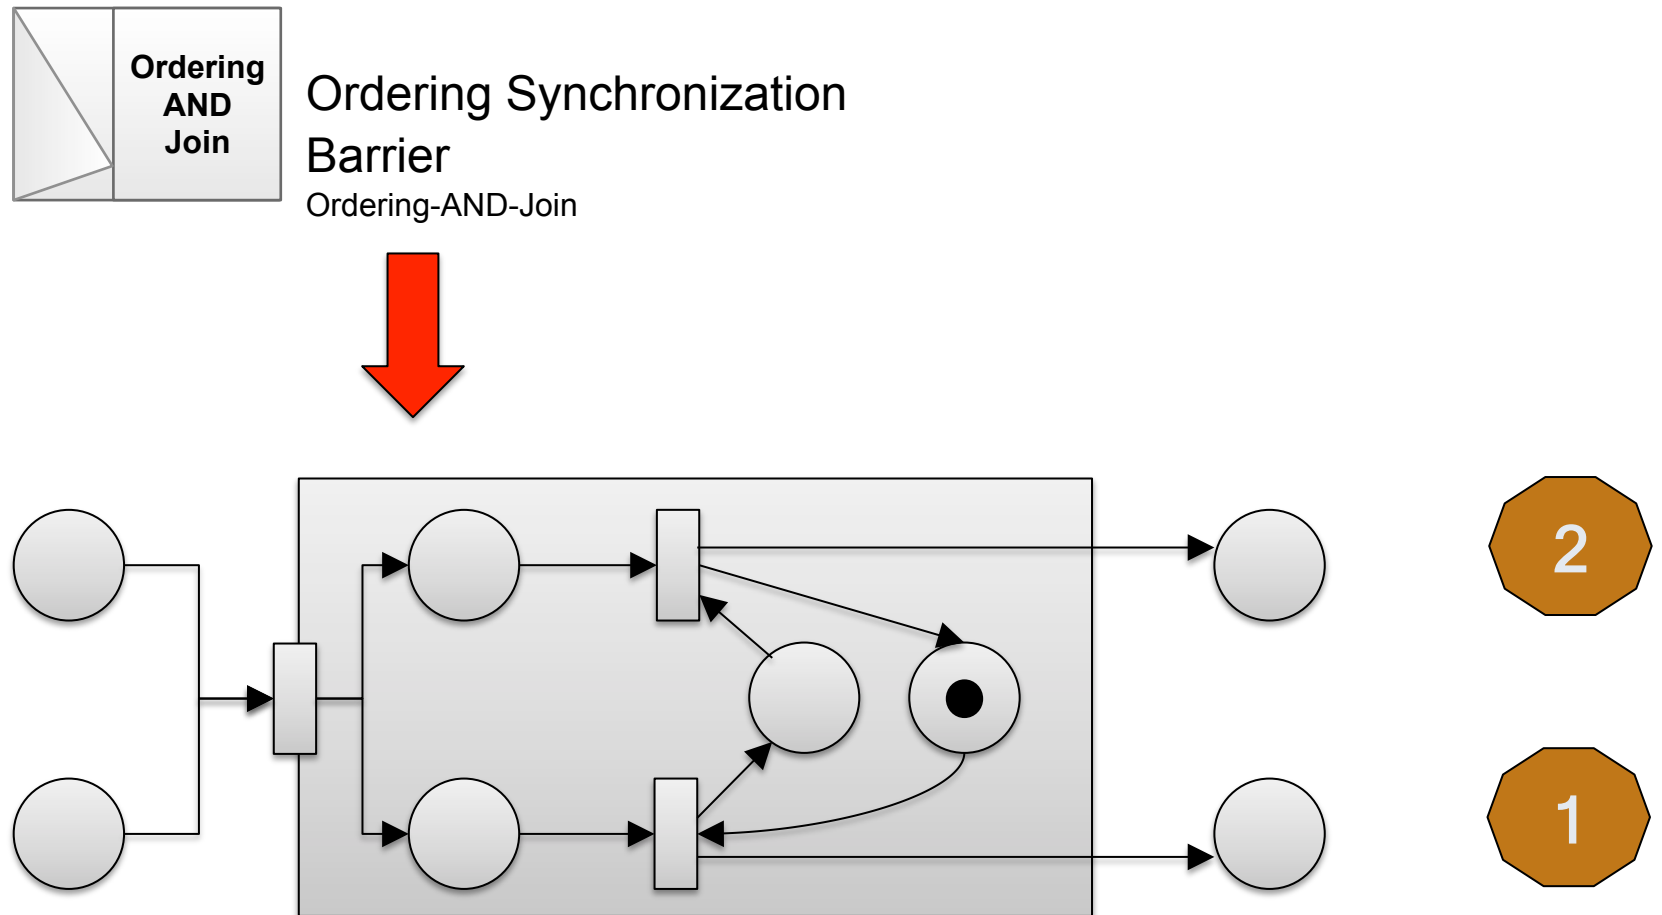 Ordering
AND
Join
Ordering Synchronization
Barrier
Ordering-AND-Join
2
1